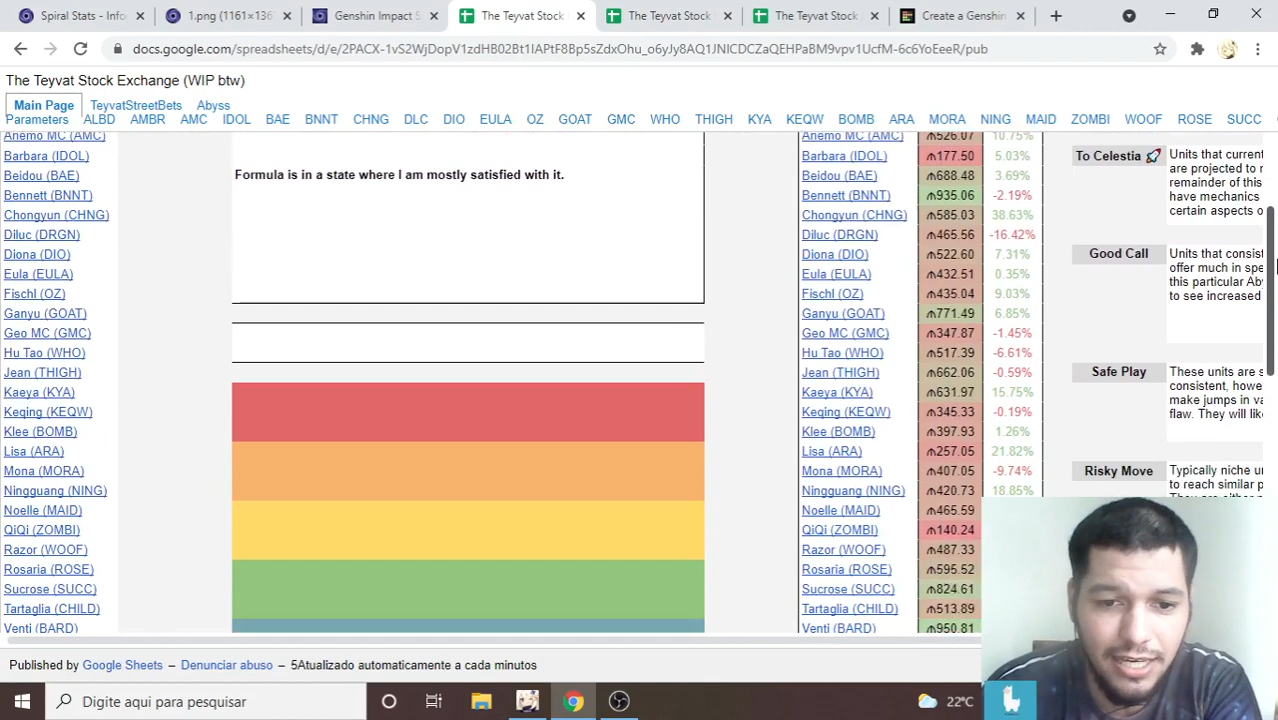 Spiral Stats - Info
1.png (1161×136
Genshin Impact S
The Teyvat Stock
The Teyvat Stock
The Teyvat Stock
Create a Genshin
docs.google.com/spreadsheets/d/e/2PACX-1vS2WjDopV1zdHB02Bt1IAPtF8Bp5sZdxOhu_o6yJy8AQ1JNICDCZaQEHPaBM9vpv1UcfM-6c6YoEeeR/pub
The Teyvat Stock Exchange (WIP btw)
Main Page TeyvatStreetBets Abyss
Parameters ALBD AMBR AMC IDOL BAE BNNT CHNG DLC DIO EULA OZ GOAT GMC WHO THIGH KYA KEQW BOMB ARA MORA NING MAID ZOMBI WOOF ROSE SUCC
Anemo MC (AMC)
Barbara (IDOL)
Beidou (BAE)
Bennett (BNNT)
Chongyun (CHNG)
Diluc (DRGN)
Diona (DIO)
Eula (EULA)
Fischl (OZ)
Ganyu (GOAT)
Geo MC (GMC)
Hu Tao (WHO)
Jean (THIGH)
Kaeya (KYA)
Keqing (KEQW)
Klee (BOMB)
Lisa (ARA)
Mona (MORA)
Ningguang (NING)
Noelle (MAID)
QiQi (ZOMBI)
Razor (WOOF)
Rosaria (ROSE)
Sucrose (SUCC)
Tartaglia (CHILD)
Venti (BARD)
Formula is in a state where I am mostly satisfied with it.
Anemo MC (AMC) ₼526.07 10.75%
Barbara (IDOL) ₼177.50 5.03%
Beidou (BAE) ₼688.48 3.69%
Bennett (BNNT) ₼935.06 -2.19%
Chongyun (CHNG) ₼585.03 38.63%
Diluc (DRGN) ₼465.56 -16.42%
Diona (DIO) ₼522.60 7.31%
Eula (EULA) ₼432.51 0.35%
Fischl (OZ) ₼435.04 9.03%
Ganyu (GOAT) ₼771.49 6.85%
Geo MC (GMC) ₼347.87 -1.45%
Hu Tao (WHO) ₼517.39 -6.61%
Jean (THIGH) ₼662.06 -0.59%
Kaeya (KYA) ₼631.97 15.75%
Keqing (KEQW) ₼345.33 -0.19%
Klee (BOMB) ₼397.93 1.26%
Lisa (ARA) ₼257.05 21.82%
Mona (MORA) ₼407.05 -9.74%
Ningguang (NING) ₼420.73 18.85%
Noelle (MAID) ₼465.59
QiQi (ZOMBI) ₼140.24
Razor (WOOF) ₼487.33
Rosaria (ROSE) ₼595.52
Sucrose (SUCC) ₼824.61
Tartaglia (CHILD) ₼513.89
Venti (BARD) ₼950.81
To Celestia 🚀
Units that current
are projected to r
remainder of this
have mechanics
certain aspects o
Good Call
Units that consist
offer much in spe
this particular Aby
to see increased
Safe Play
These units are s
consistent, howe
make jumps in va
flaw. They will like
Risky Move
Typically niche un
to reach similar p
Published by Google Sheets – Denunciar abuso – 5Atualizado automaticamente a cada minutos
Digite aqui para pesquisar
22°C